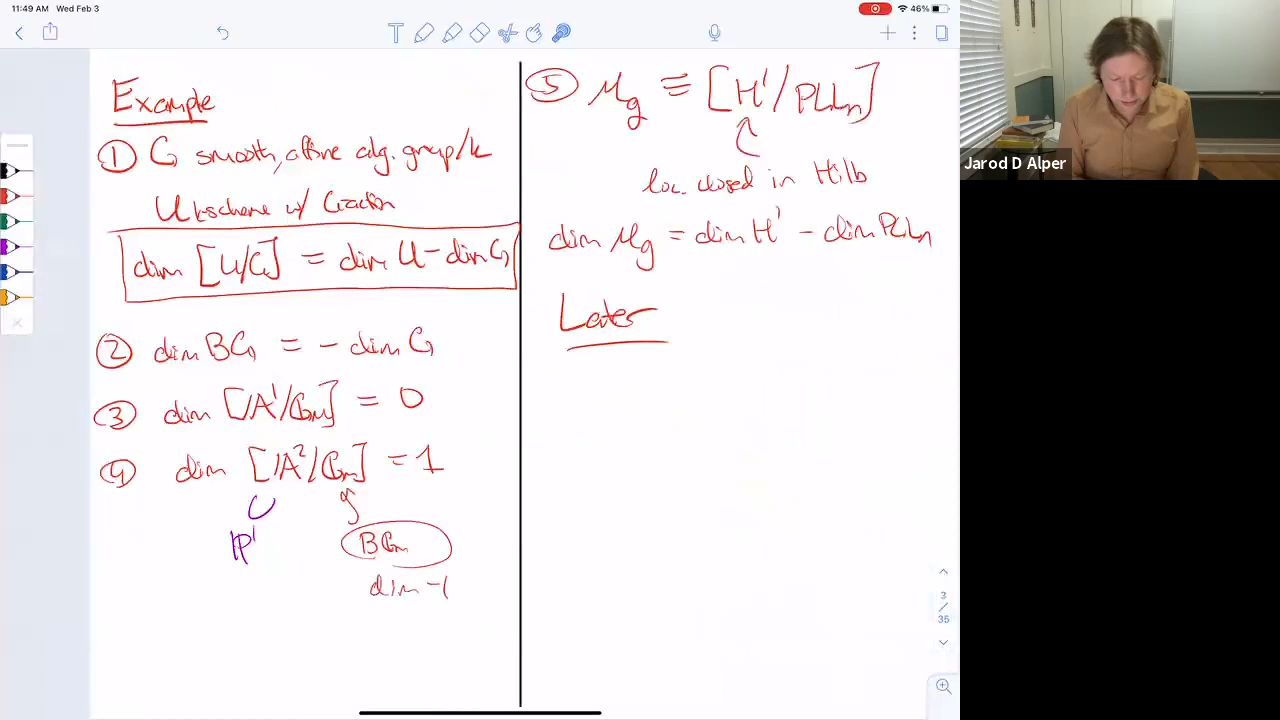 11:49 AM Wed Feb 3
46%
Example
① G smooth, affine alg. group/k
U k-scheme w/ G-action
dim [U/G] = dim U - dim G
② dim BG = - dim G
③ dim [𝔸¹/𝔾m] = 0
④ dim [𝔸²/𝔾m] = 1
ℙ¹
B𝔾m
dim -1
⑤ Mg ≡ [H'/PGLn]
loc. closed in Hilb
dim Mg = dim H' - dim PGLn
Later
3
/
35
Jarod D Alper